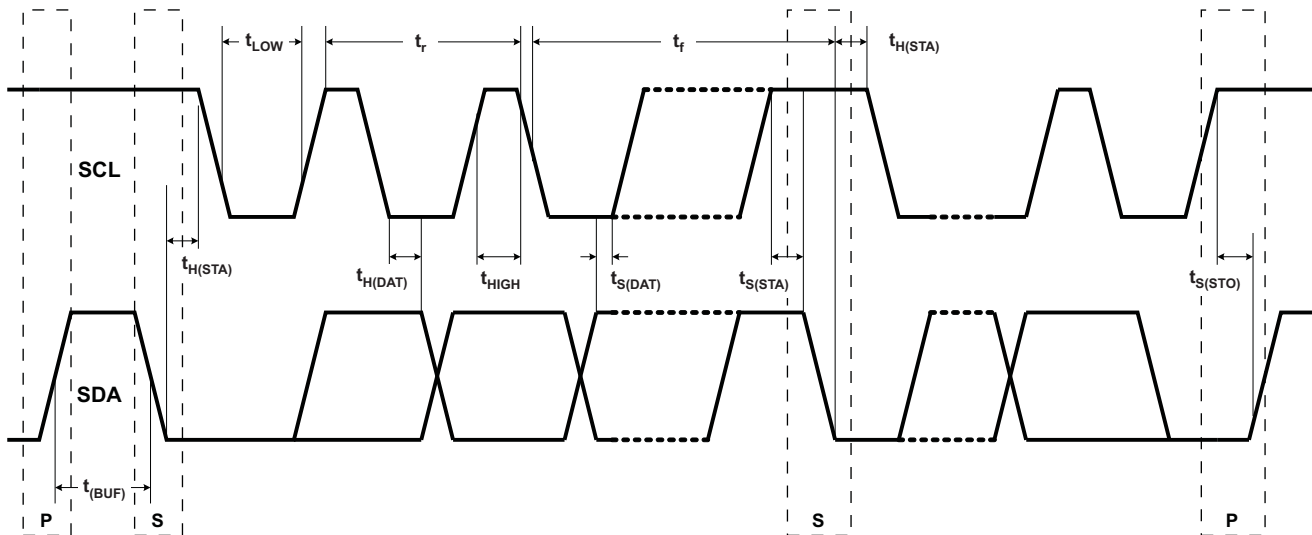 tLOW tr tf tH(STA)
SCL
tH(STA) tH(DAT) tHIGH tS(DAT) tS(STA) tS(STO)
SDA
t(BUF)
P S S P